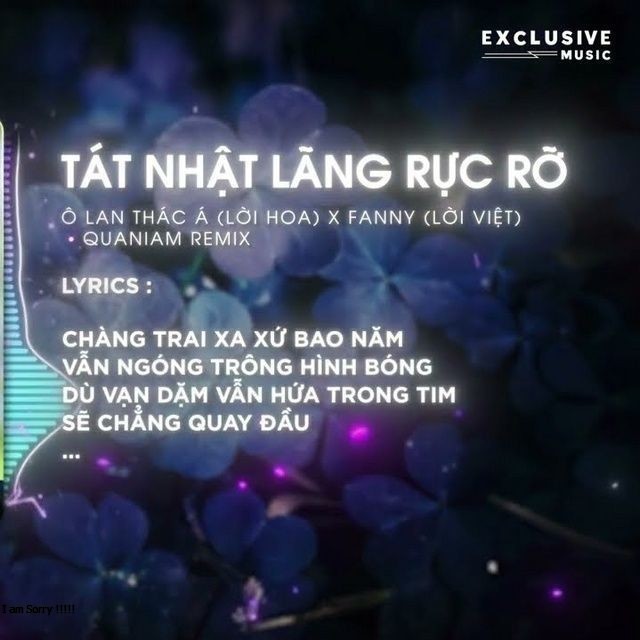 EXCLUSIVE
MUSIC
TÁT NHẬT LÃNG RỰC RỠ
Ô LAN THÁC Á (LỜI HOA) X FANNY (LỜI VIỆT)
• QUANIAM REMIX
LYRICS :
CHÀNG TRAI XA XỨ BAO NĂM
VẪN NGÓNG TRÔNG HÌNH BÓNG
DÙ VẠN DẶM VẪN HỨA TRONG TIM
SẼ CHẲNG QUAY ĐẦU
...
I am Sorry !!!!!